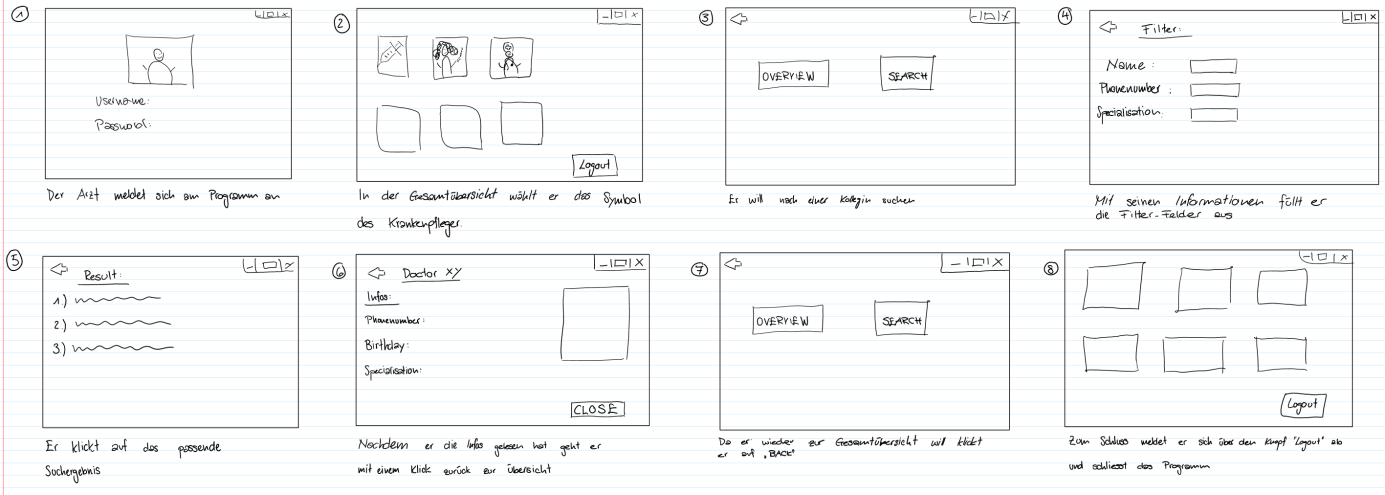 1
Username:
Password:
Der Arzt meldet sich am Programm an
2
Logout
In der Gesamtübersicht wählt er das Symbol
des Krankenpfleger.
3
OVERVIEW
SEARCH
Er will nach einer Kollegin suchen
4
Filter:
Name :
Phonenumber :
Specialisation:
Mit seinen Informationen füllt er
die Filter-Felder aus
5
Result:
1.)
2)
3.)
Er klickt auf das passende
Suchergebnis
6
Doctor xy
Infos:
Phonenumber:
Birthday:
Specialisation:
CLOSE
Nachdem er die Infos gelesen hat geht er
mit einem Klick zurück zur Übersicht
7
OVERVIEW
SEARCH
Da er wieder zur Gesamtübersicht will klickt
er auf "BACK"
8
Logout
Zum Schluss meldet er sich über den Knopf "Logout" ab
und schliesst das Programm